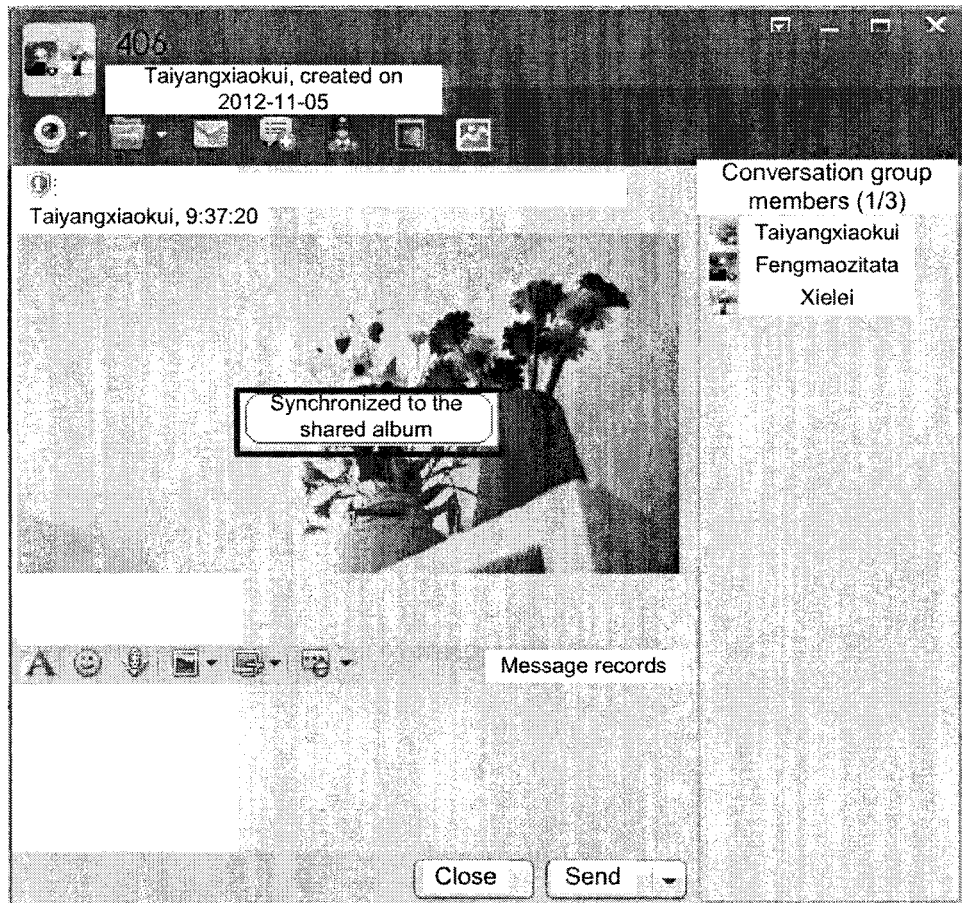 406
Taiyangxiaokui, created on
2012-11-05
Taiyangxiaokui, 9:37:20
Synchronized to the
shared album
Conversation group
members (1/3)
Taiyangxiaokui
Fengmaozitata
Xielei
Message records
Close
Send